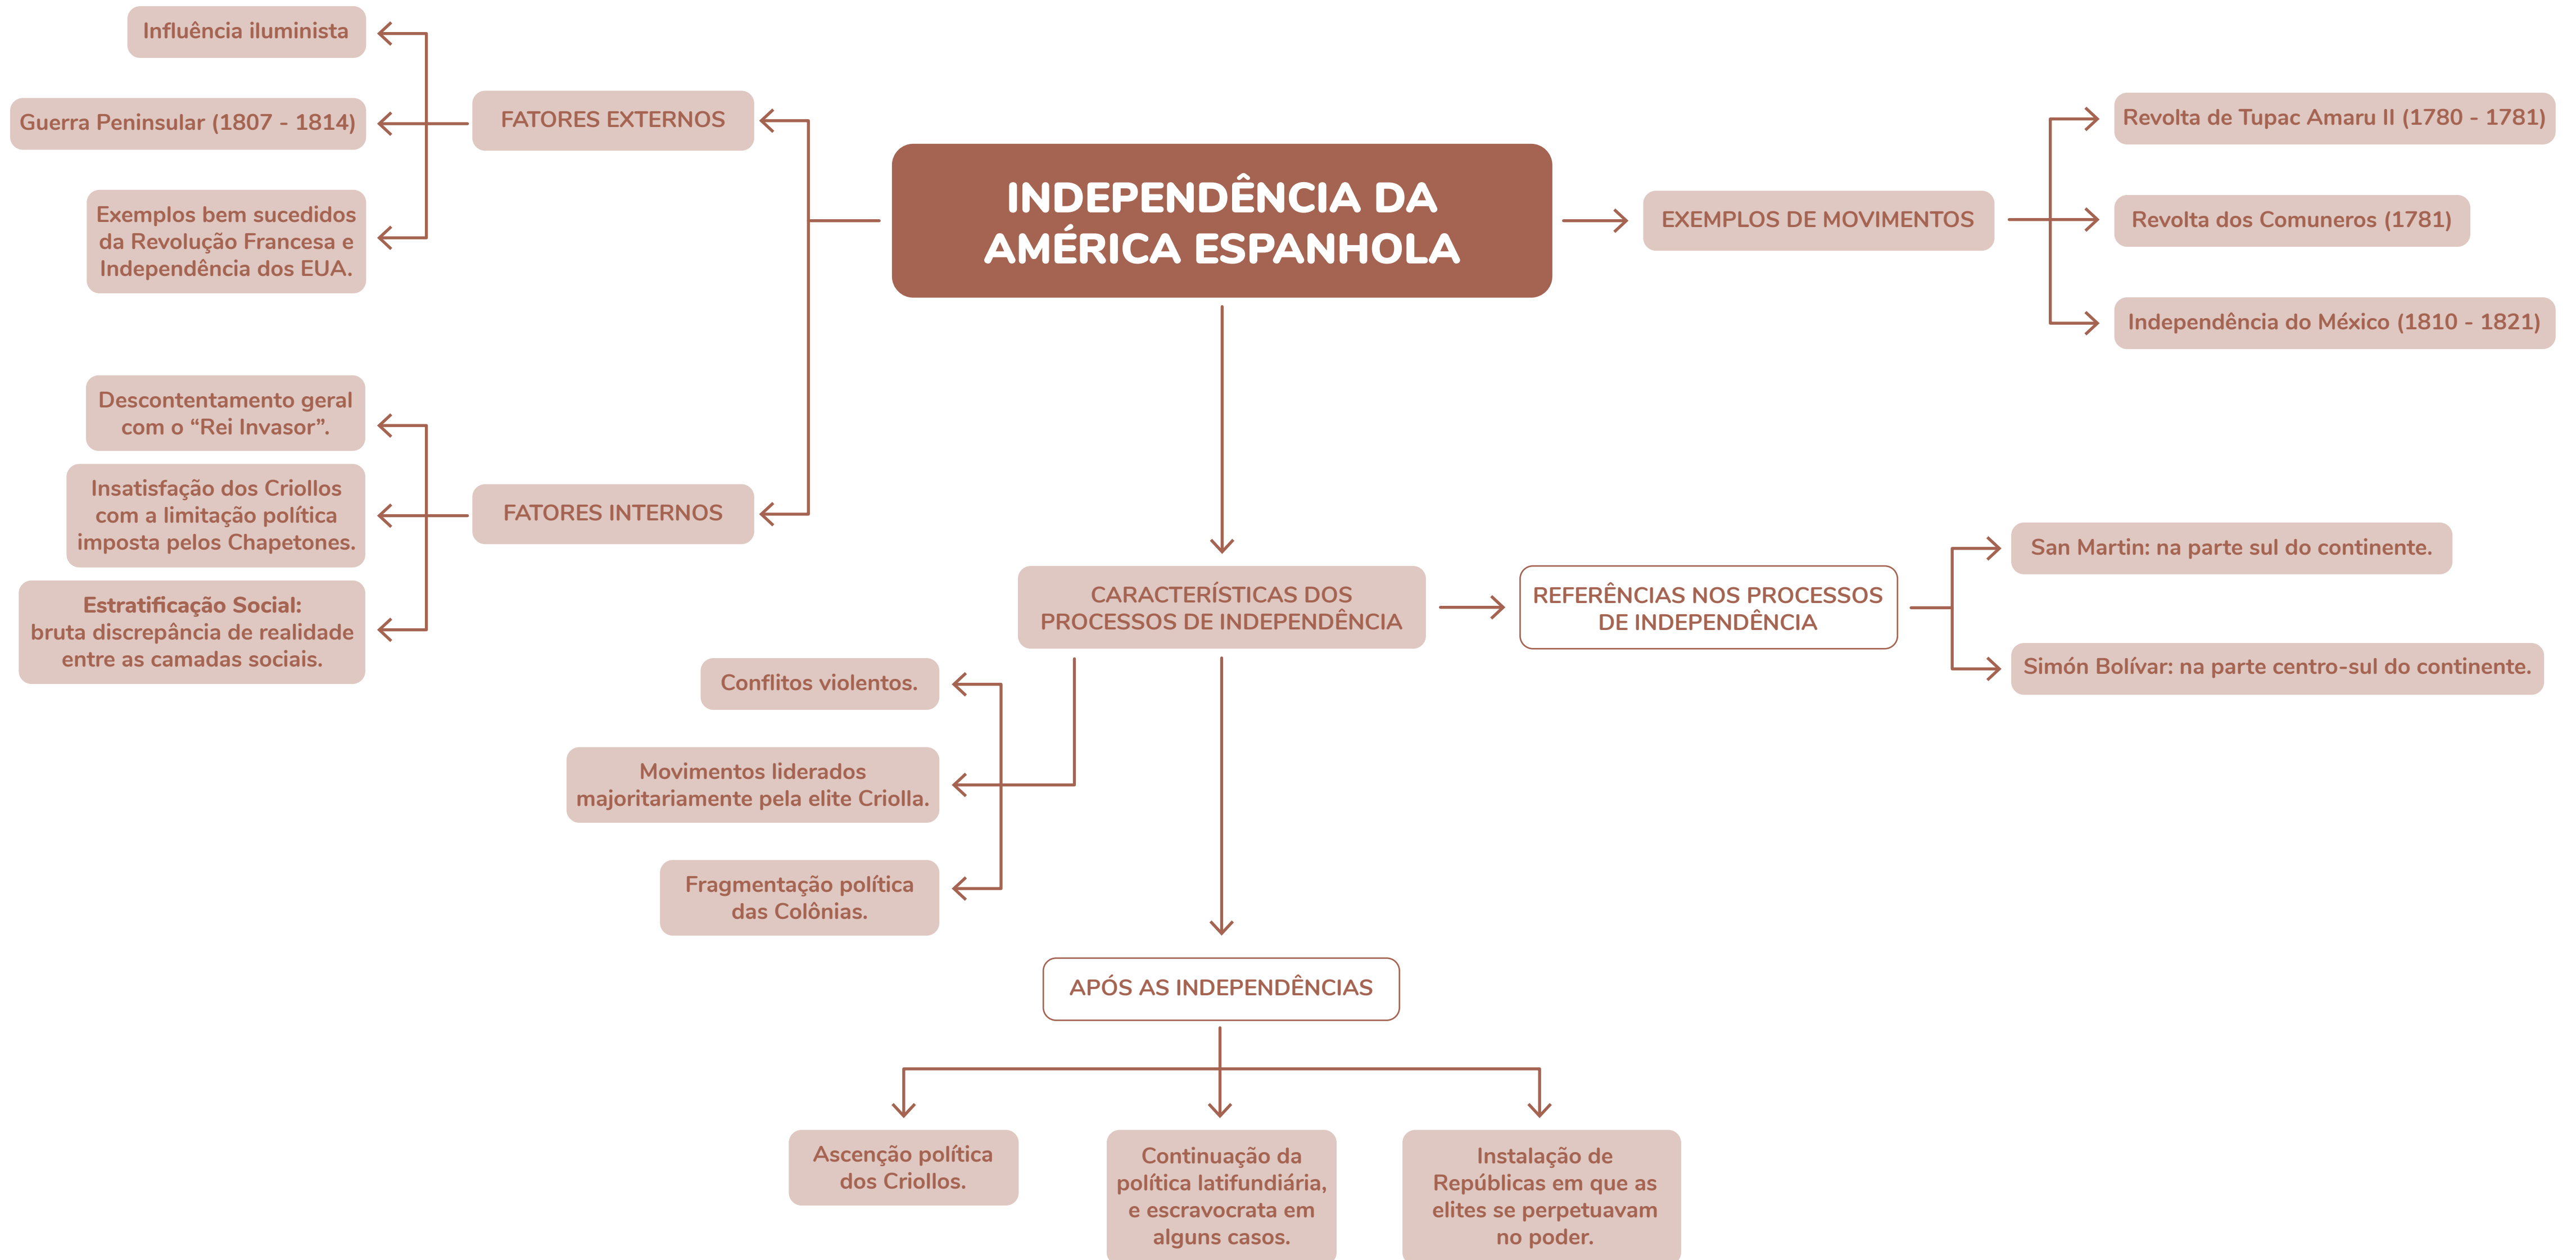 INDEPENDÊNCIA DA
AMÉRICA ESPANHOLA
FATORES EXTERNOS
Influência iluminista
Guerra Peninsular (1807 - 1814)
Exemplos bem sucedidos
da Revolução Francesa e
Independência dos EUA.
FATORES INTERNOS
Descontentamento geral
com o “Rei Invasor”.
Insatisfação dos Criollos
com a limitação política
imposta pelos Chapetones.
Estratificação Social:
bruta discrepância de realidade
entre as camadas sociais.
EXEMPLOS DE MOVIMENTOS
Revolta de Tupac Amaru II (1780 - 1781)
Revolta dos Comuneros (1781)
Independência do México (1810 - 1821)
CARACTERÍSTICAS DOS
PROCESSOS DE INDEPENDÊNCIA
Conflitos violentos.
Movimentos liderados
majoritariamente pela elite Criolla.
Fragmentação política
das Colônias.
REFERÊNCIAS NOS PROCESSOS
DE INDEPENDÊNCIA
San Martin: na parte sul do continente.
Simón Bolívar: na parte centro-sul do continente.
APÓS AS INDEPENDÊNCIAS
Ascenção política
dos Criollos.
Continuação da
política latifundiária,
e escravocrata em
alguns casos.
Instalação de
Repúblicas em que as
elites se perpetuavam
no poder.